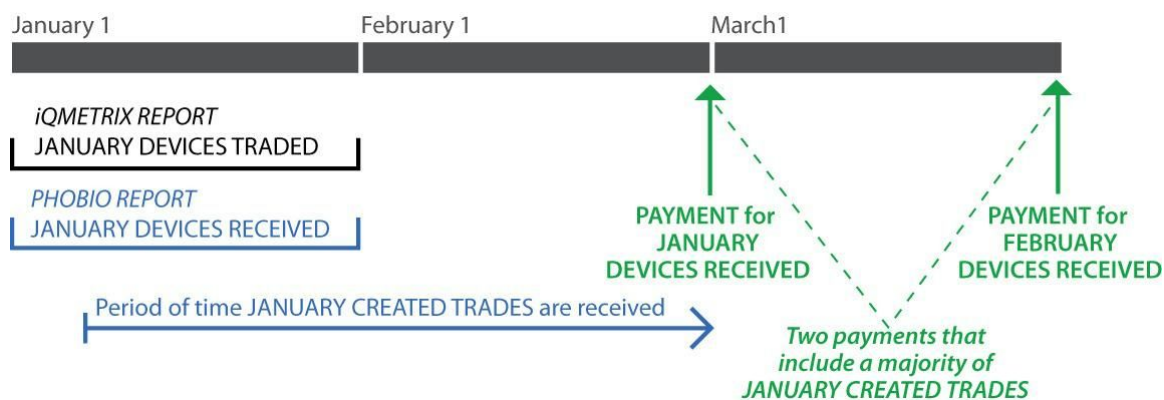 January 1
February 1
March1
iQMETRIX REPORT
JANUARY DEVICES TRADED
PHOBIO REPORT
JANUARY DEVICES RECEIVED
PAYMENT for
JANUARY
DEVICES RECEIVED
PAYMENT for
FEBRUARY
DEVICES RECEIVED
Period of time JANUARY CREATED TRADES are received
Two payments that
include a majority of
JANUARY CREATED TRADES